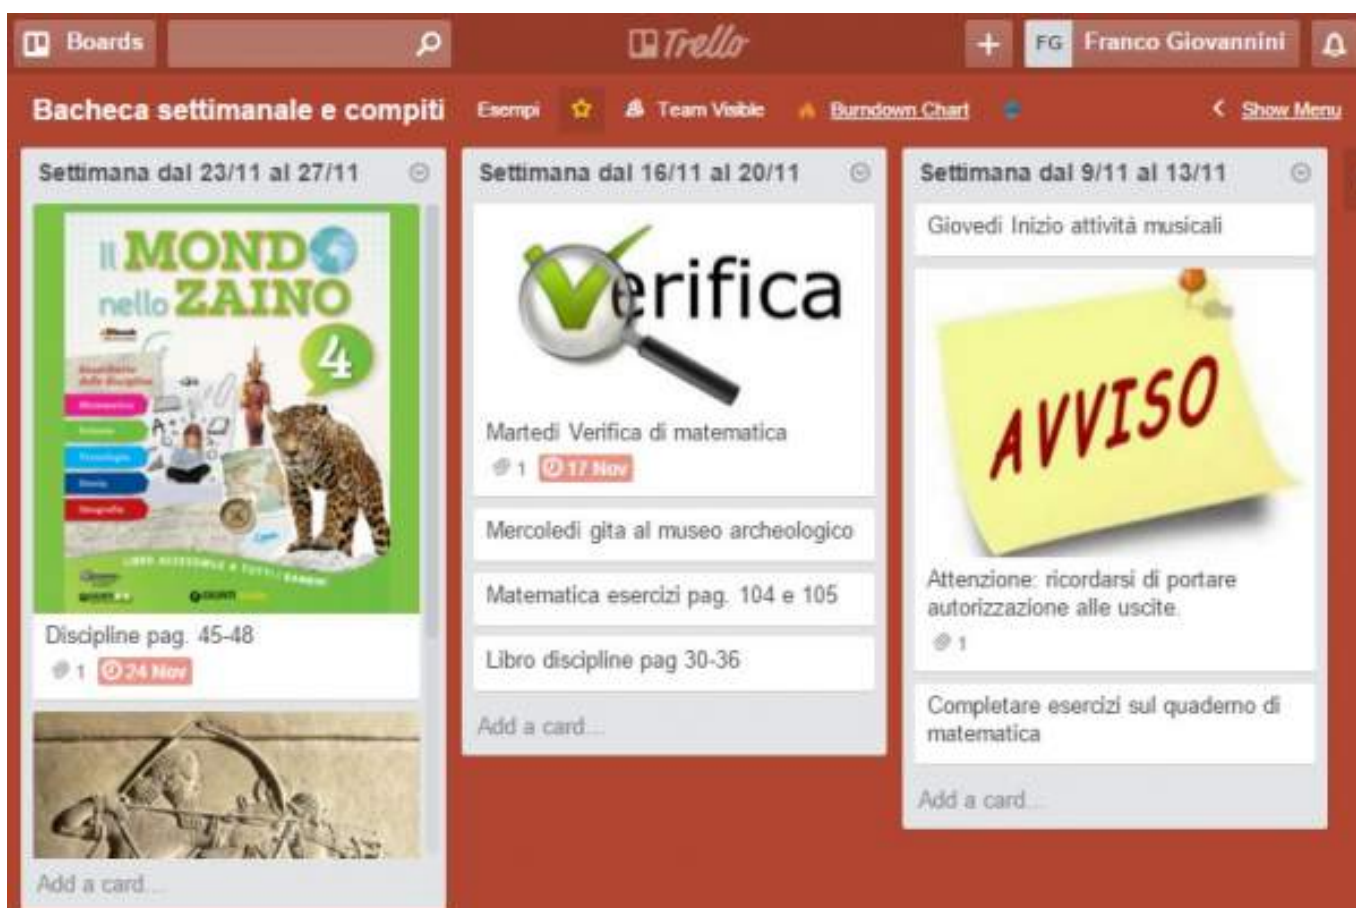 Boards
Trello
FG Franco Giovannini
Bacheca settimanale e compiti
Esempi
Team Visible
Burndown Chart
Show Menu
Settimana dal 23/11 al 27/11
Il MONDO
nello ZAINO
4
LIBRO ACCESSIBILE A TUTTI I BAMBINI
Discipline pag. 45-48
1 24 Nov
Add a card...
Settimana dal 16/11 al 20/11
Verifica
Martedì Verifica di matematica
1 17 Nov
Mercoledì gita al museo archeologico
Matematica esercizi pag. 104 e 105
Libro discipline pag 30-36
Add a card...
Settimana dal 9/11 al 13/11
Giovedì Inizio attività musicali
AVVISO
Attenzione: ricordarsi di portare
autorizzazione alle uscite.
1
Completare esercizi sul quaderno di
matematica
Add a card...